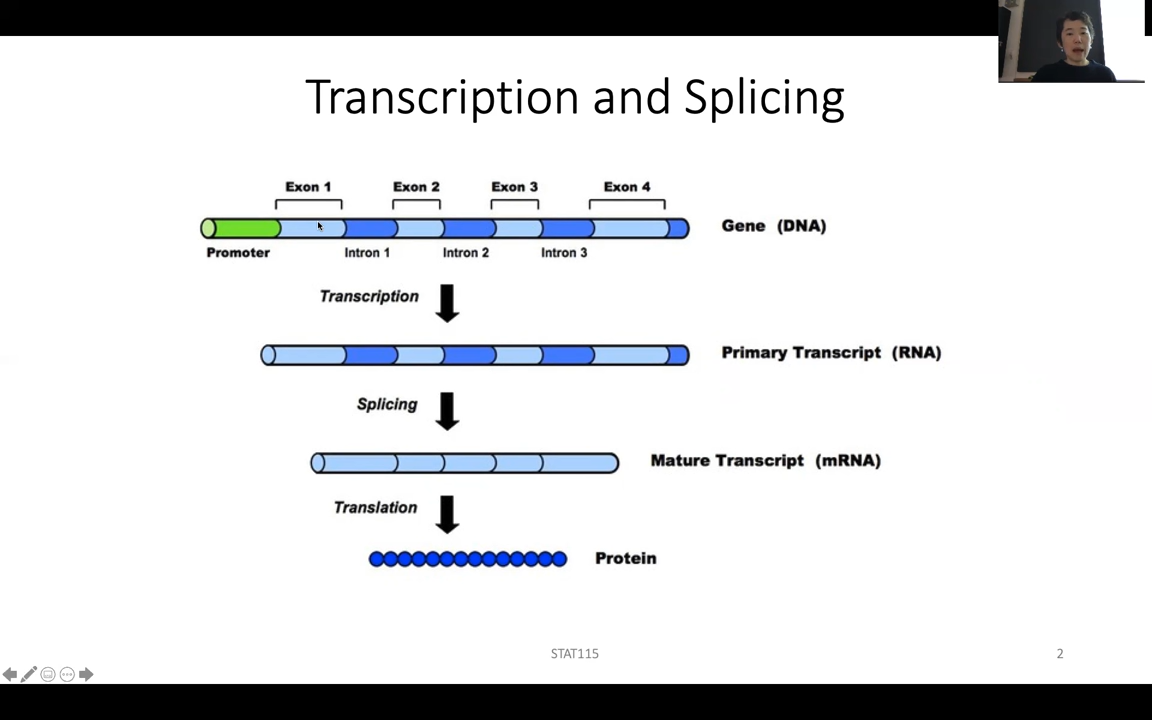 Transcription and Splicing
Exon 1 Exon 2 Exon 3 Exon 4
Gene (DNA)
Promoter Intron 1 Intron 2 Intron 3
Transcription
Primary Transcript (RNA)
Splicing
Mature Transcript (mRNA)
Translation
Protein
STAT115 2